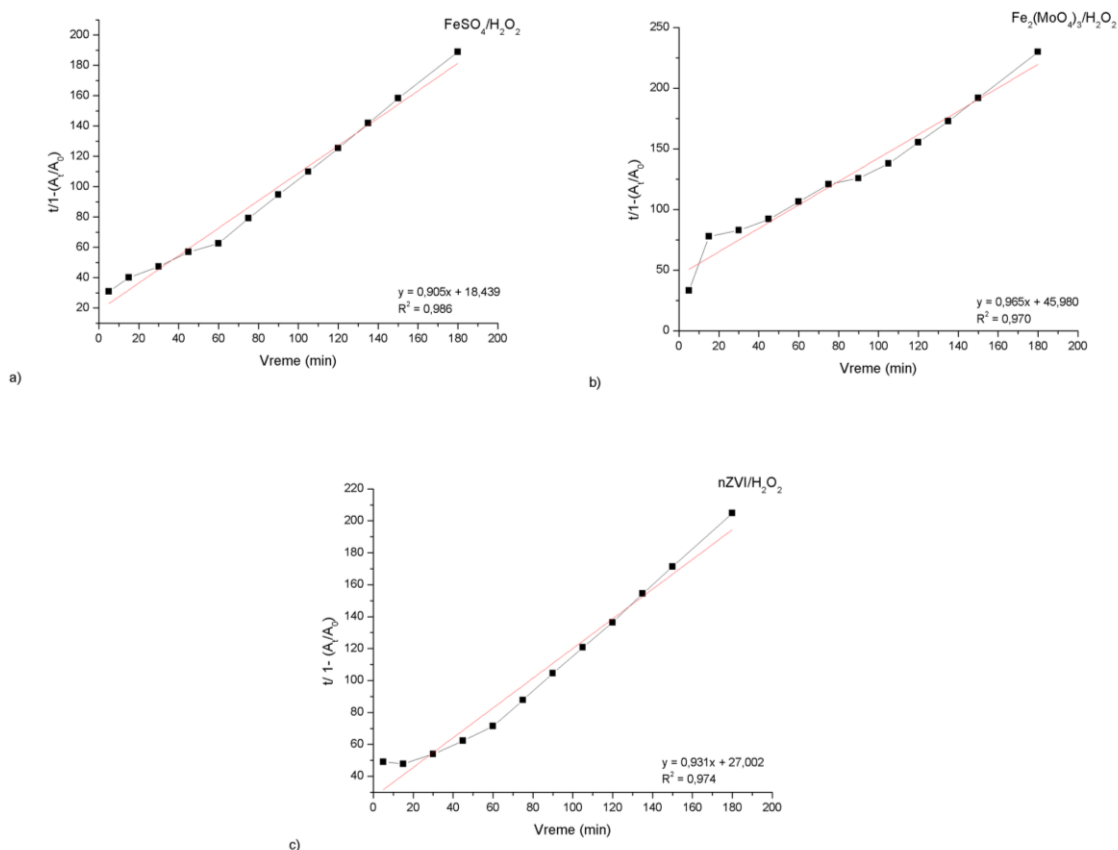 FeSO₄/H₂O₂
200
180
160
140
120
100
80
60
40
20
t/1-(Aₜ/A₀)
y = 0,905x + 18,439
R² = 0,986
0 20 40 60 80 100 120 140 160 180 200
Vreme (min)
a)
Fe₂(MoO₄)₃/H₂O₂
250
200
150
100
50
0
t/1-(Aₜ/A₀)
y = 0,965x + 45,980
R² = 0,970
0 20 40 60 80 100 120 140 160 180 200
Vreme (min)
b)
nZVI/H₂O₂
220
200
180
160
140
120
100
80
60
40
t/ 1- (Aₜ/A₀)
y = 0,931x + 27,002
R² = 0,974
0 20 40 60 80 100 120 140 160 180 200
Vreme (min)
c)